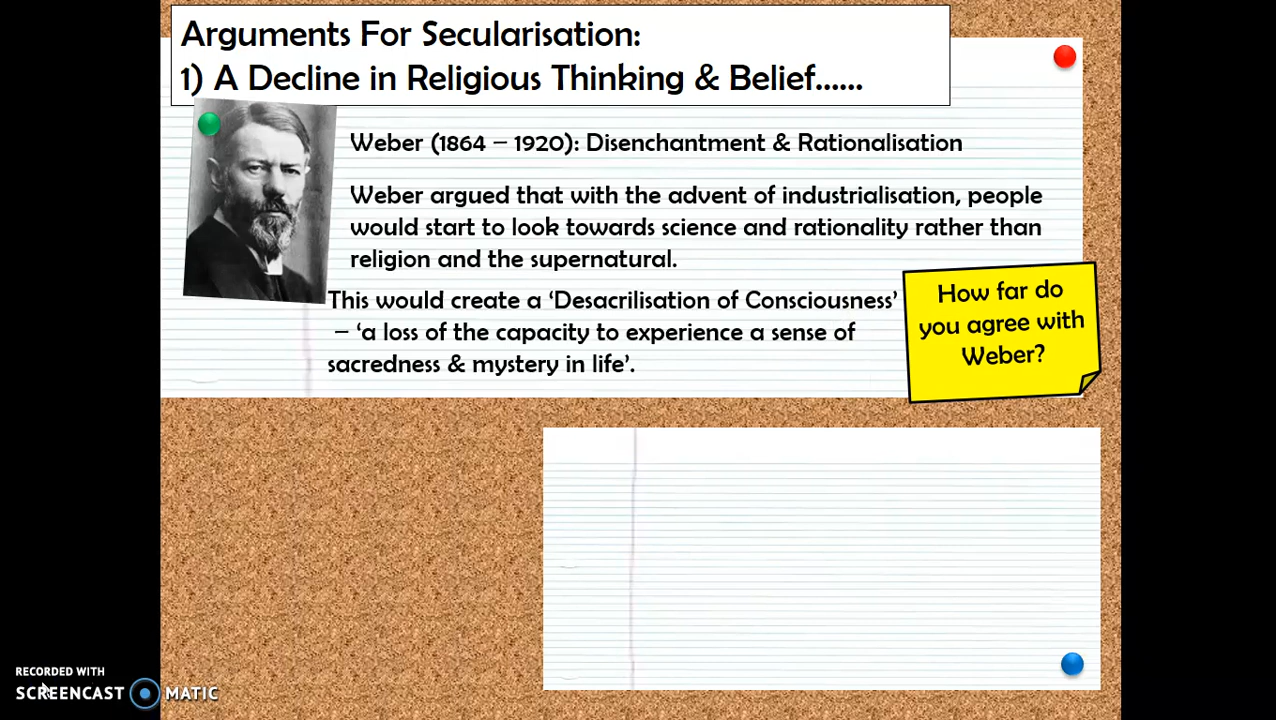 Arguments For Secularisation:
1) A Decline in Religious Thinking & Belief......
Weber (1864 – 1920): Disenchantment & Rationalisation
Weber argued that with the advent of industrialisation, people
would start to look towards science and rationality rather than
religion and the supernatural.
This would create a ‘Desacrilisation of Consciousness’
– ‘a loss of the capacity to experience a sense of
sacredness & mystery in life’.
How far do
you agree with
Weber?
RECORDED WITH
SCREENCAST MATIC